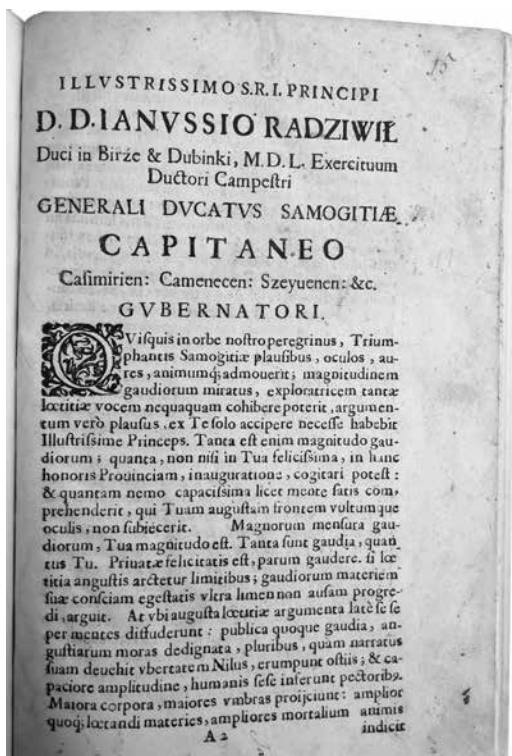 ILLVSTRISSIMO S.R.I. PRINCIPI
D. D. IANVSSIO RADZIWIŁ
Duci in Birże & Dubinki, M.D.L. Exercituum
Ductori Campeſtri
GENERALI DVCATVS SAMOGITIÆ
CAPITANEO
Caſimirien: Camenecen: Szeyuenen: &c.
GVBERNATORI.
QViſquis in orbe noſtro peregrinus, Trium-
phantis Samogitiæ plauſibus, oculos, au-
res, animumq; admouerit; magnitudinem
gaudiorum miratus, exploratricem tantæ
lœtitiæ vocem nequaquam cohibere poterit, argumen-
tum verò plauſus, ex Te ſolo accipere neceſſe habebit
Illuſtriſſime Princeps. Tanta eſt enim magnitudo gau-
diorum; quanta, non niſi in Tua feliciſſima, in hanc
honoris Prouinciam, inauguratione, cogitari poteſt:
& quantam nemo capaciſſima licet mente ſatis com,
prehenderit, qui Tuam auguſtam frontem vultumque
oculis, non ſubiecerit. Magnorum menſura gau-
diorum, Tua magnitudo eſt. Tanta ſunt gaudia, quan
tus Tu. Priuatæ felicitatis eſt, parum gaudere. ſi lœ
titia anguſtis arctetur limitibus; gaudiorum materiem
ſuæ conſciam egeſtatis vltra limen non auſam progre-
di, arguit. At vbi auguſta lœtitiæ argumenta latè ſe ſe
per mentes diffuderunt: publica quoque gaudia, an-
guſtiarum moras dedignata, pluribus, quam narratus
ſuam deuehit vbertatem Nilus, erumpunt oſtiis; & ca-
paciore amplitudine, humanis ſeſe inferunt pectoribꝰ.
Maiora corpora, maiores vmbras proijciunt: amplior
quoq; lœtandi materies, ampliores mortalium animis
A 2 indicit